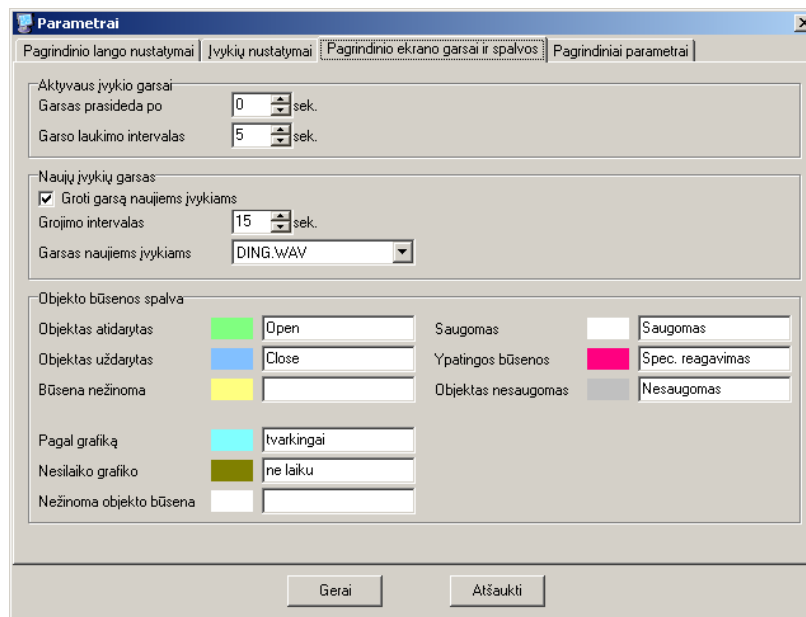 Parametrai
Pagrindinio lango nustatymai Įvykių nustatymai Pagrindinio ekrano garsai ir spalvos Pagrindiniai parametrai
Aktyvaus įvykio garsai
Garsas prasideda po 0 sek.
Garso laukimo intervalas 5 sek.
Naujų įvykių garsas
Groti garsą naujiems įvykiams
Grojimo intervalas 15 sek.
Garsas naujiems įvykiams DING.WAV
Objekto būsenos spalva
Objektas atidarytas Open Saugomas Saugomas
Objektas uždarytas Close Ypatingos būsenos Spec. reagavimas
Būsena nežinoma Objektas nesaugomas Nesaugomas
Pagal grafiką tvarkingai
Nesilaiko grafiko ne laiku
Nežinoma objekto būsena
Gerai Atšaukti